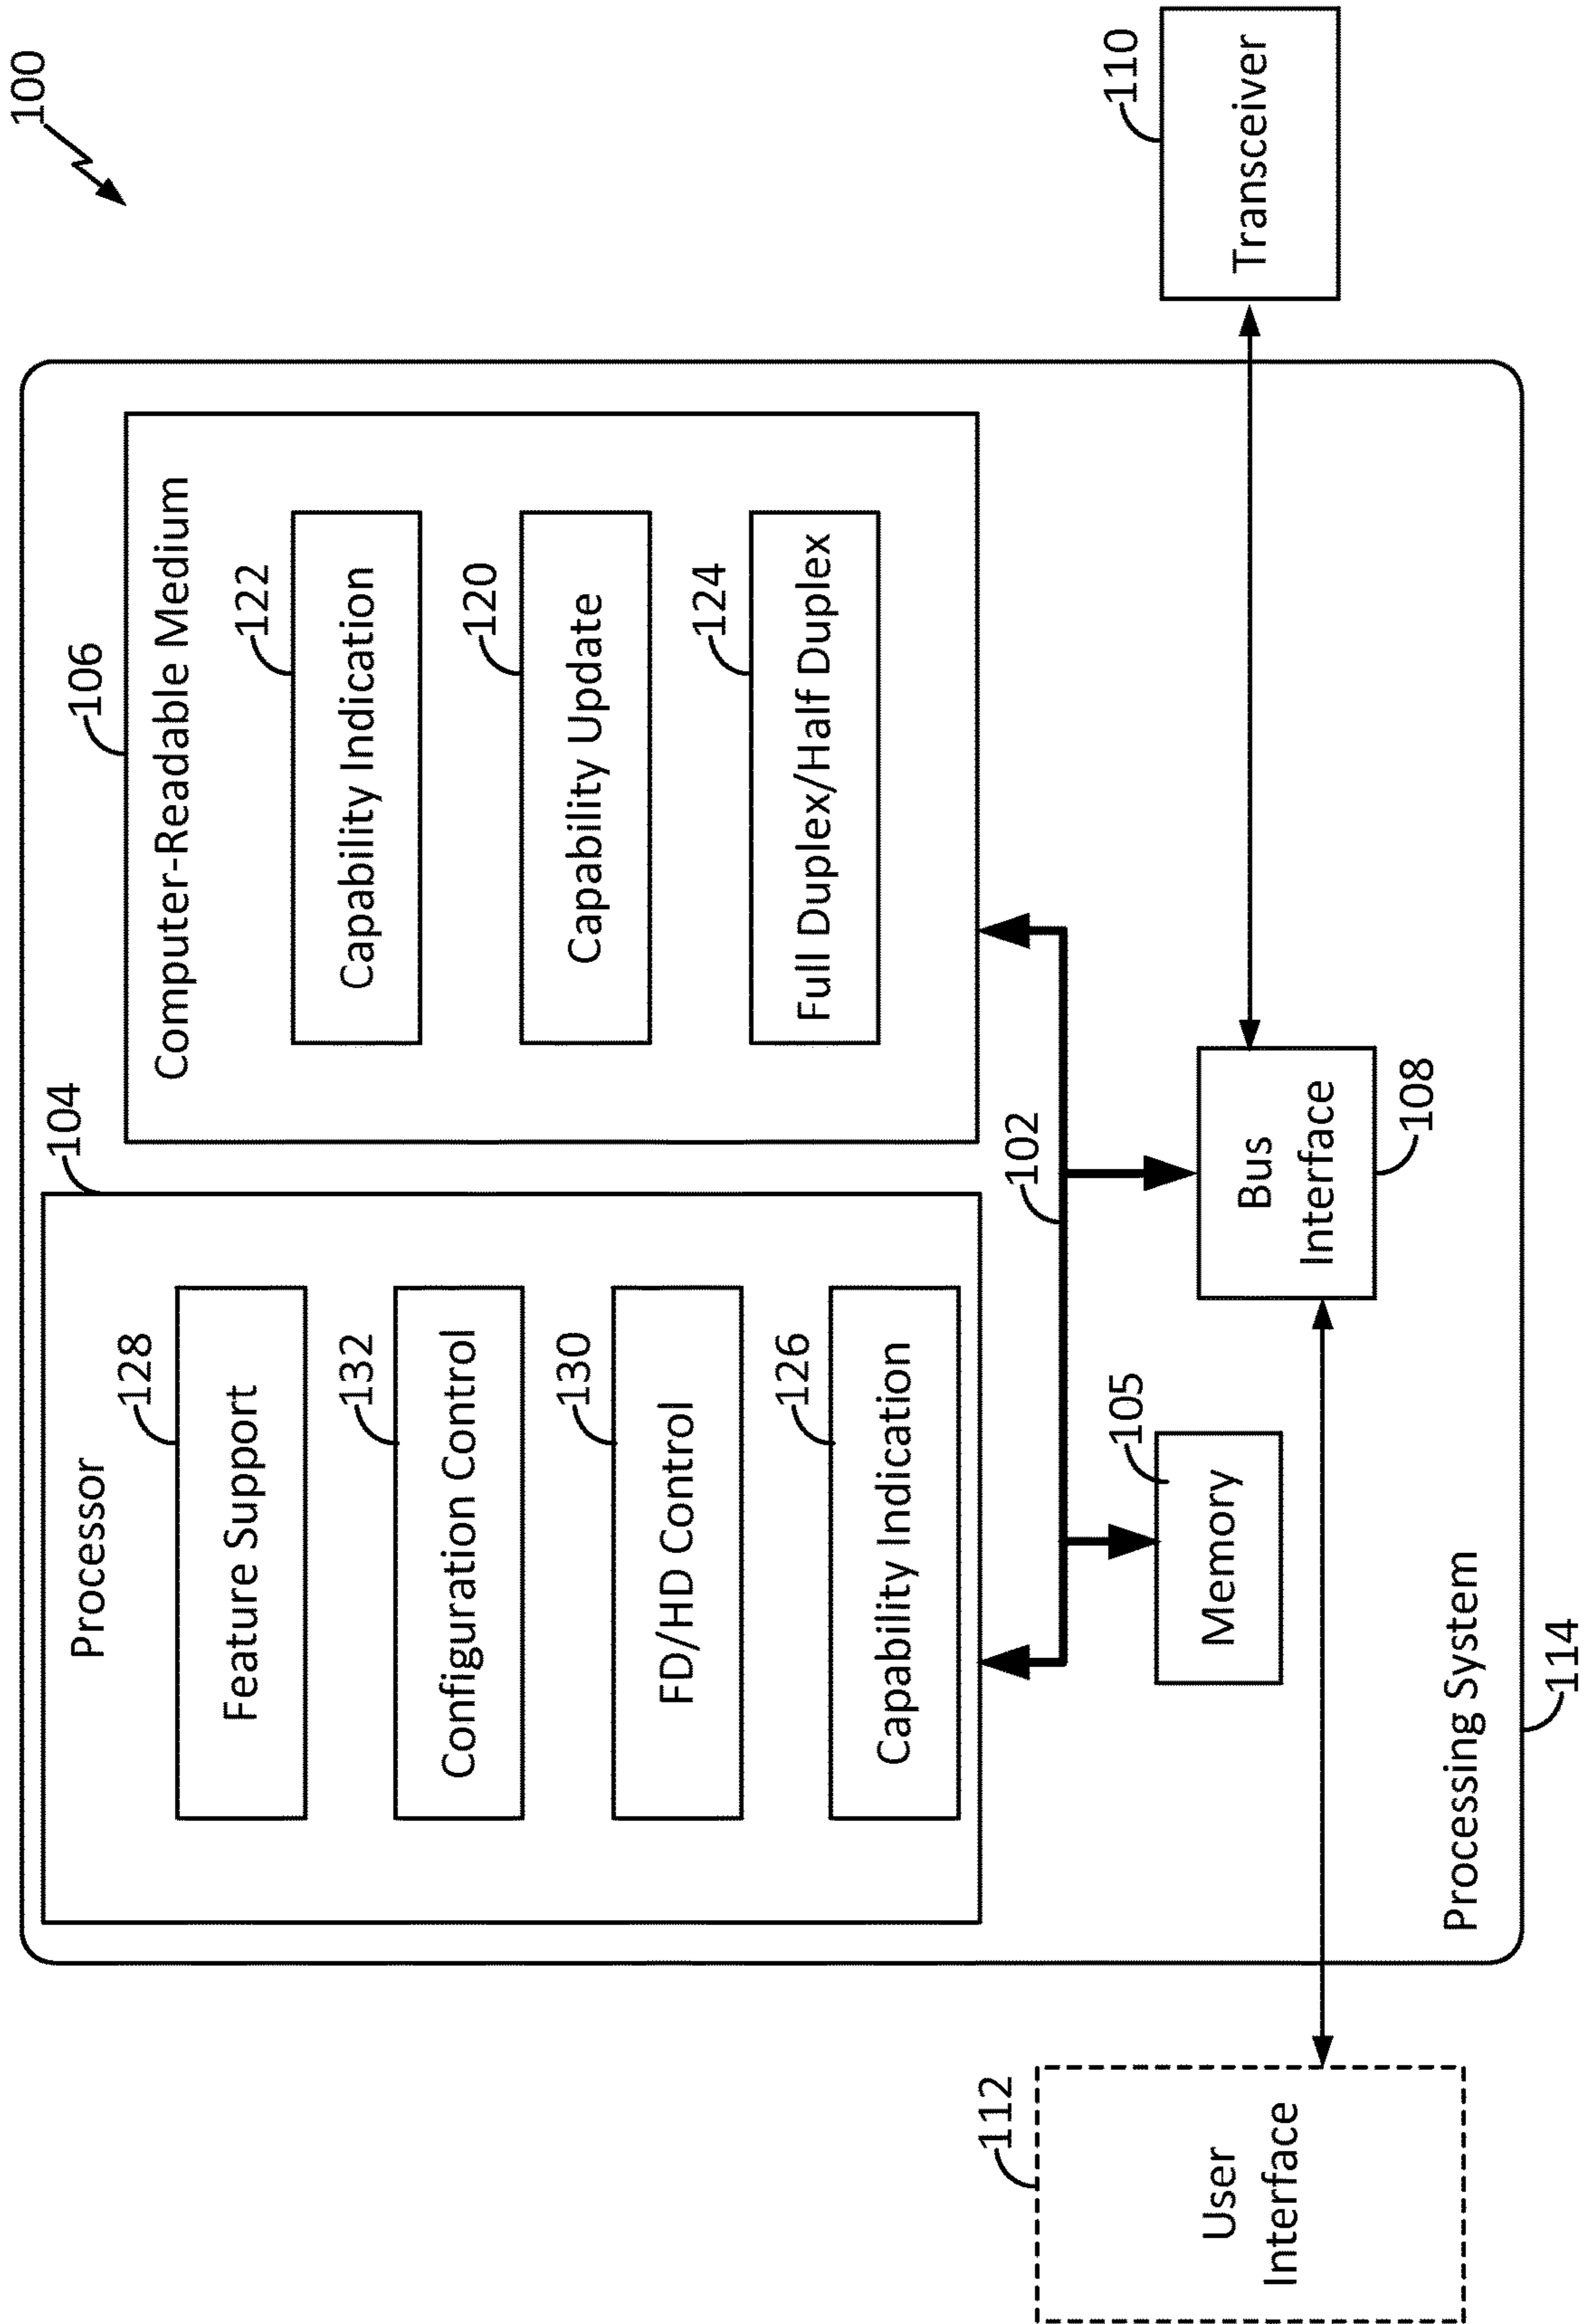 100
104
Processor
128
Feature Support
132
Configuration Control
130
FD/HD Control
126
Capability Indication
106
Computer-Readable Medium
122
Capability Indication
120
Capability Update
124
Full Duplex/Half Duplex
102
105
Memory
Bus
Interface
108
110
Transceiver
112
User
Interface
Processing System
114